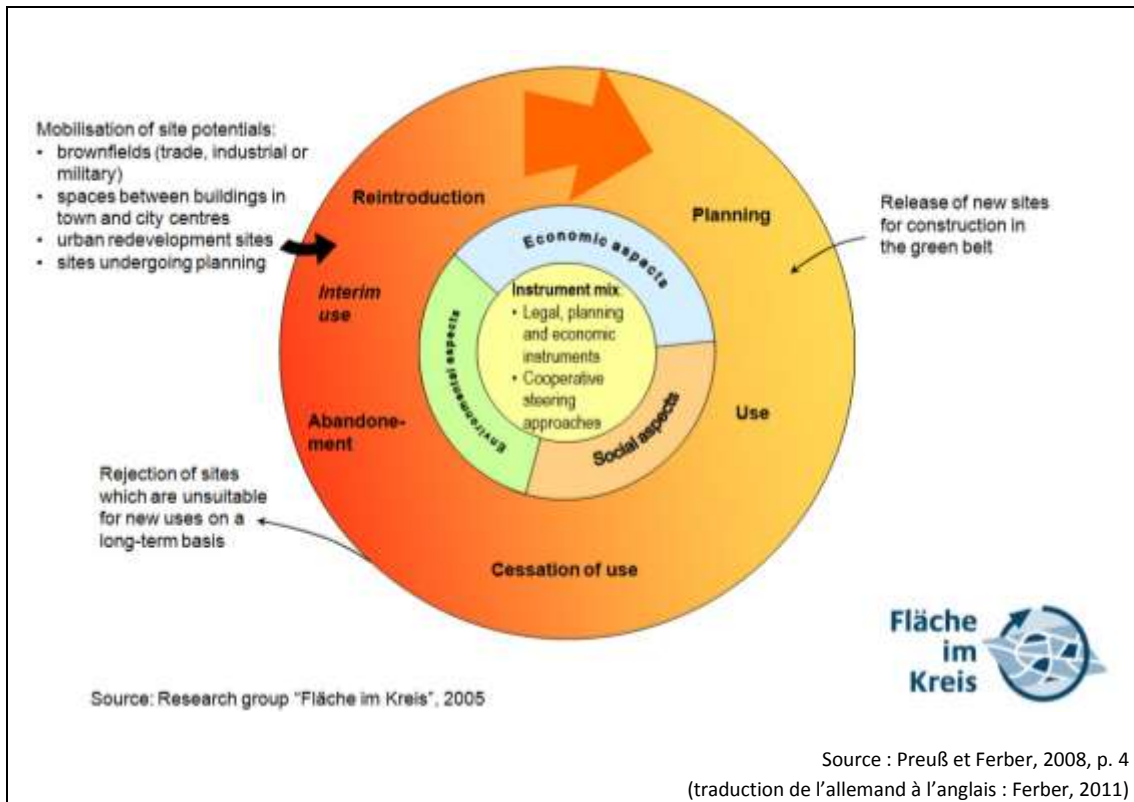 Mobilisation of site potentials:
• brownfields (trade, industrial or
military)
• spaces between buildings in
town and city centres
• urban redevelopment sites
• sites undergoing planning
Reintroduction
Planning
Release of new sites
for construction in
the green belt
Economic aspects
Interim
use
Instrument mix:
• Legal, planning
and economic
instruments
• Cooperative
steering
approaches
Environmental aspects
Social aspects
Use
Abandone-
ment
Rejection of sites
which are unsuitable
for new uses on a
long-term basis
Cessation of use
Fläche
im
Kreis
Source: Research group "Fläche im Kreis", 2005
Source : Preuß et Ferber, 2008, p. 4
(traduction de l’allemand à l’anglais : Ferber, 2011)